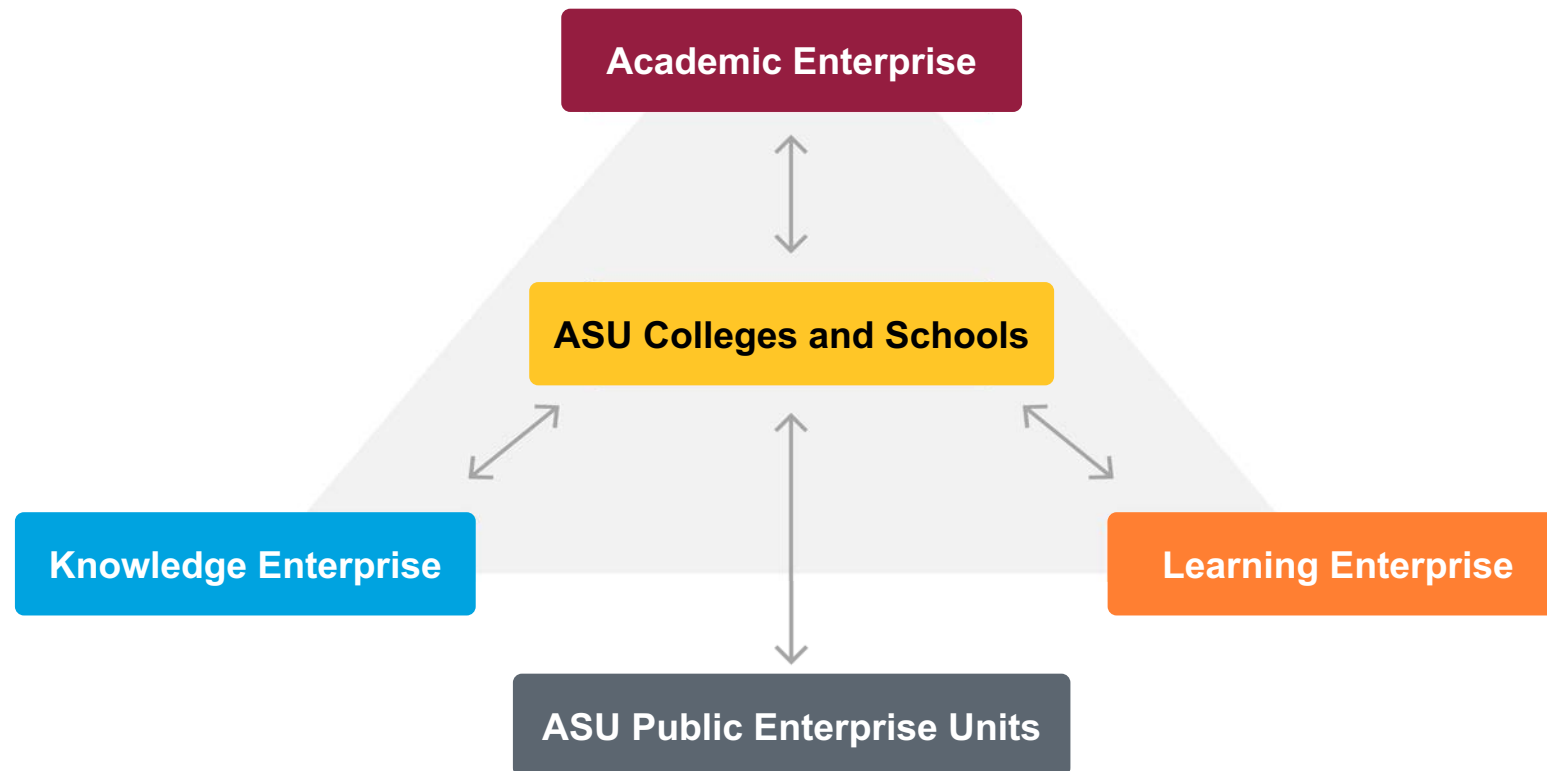 Academic Enterprise
ASU Colleges and Schools
Knowledge Enterprise
Learning Enterprise
ASU Public Enterprise Units